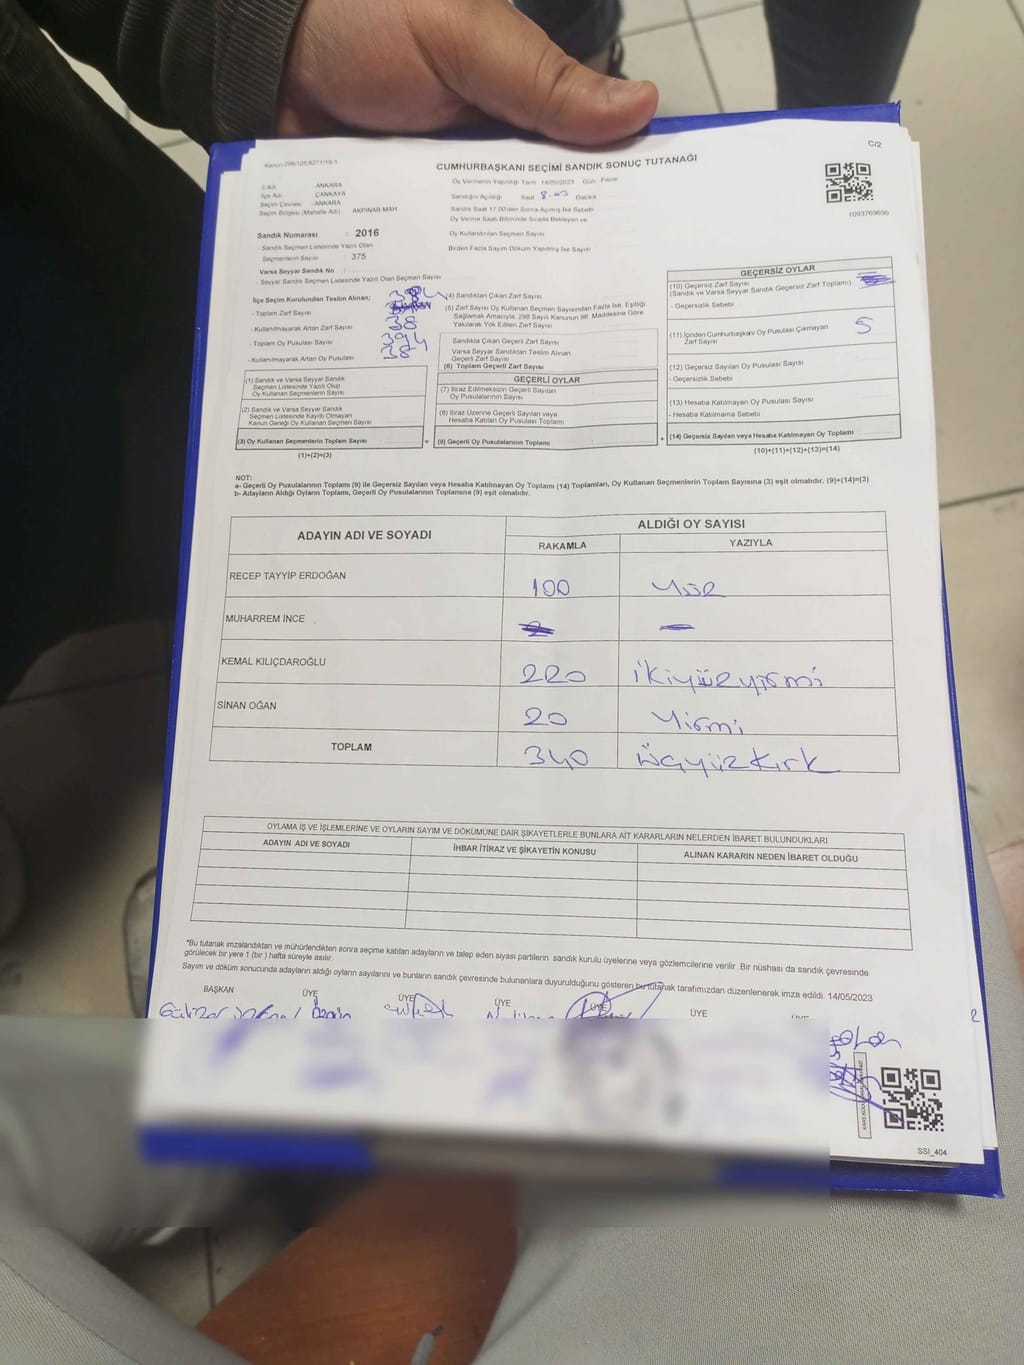 C/2
Kanun:298/105,6271/18-1
CUMHURBAŞKANI SEÇİMİ SANDIK SONUÇ TUTANAĞI
İl Adı : ANKARA
İlçe Adı : ÇANKAYA
Seçim Çevresi : ANKARA
Seçim Bölgesi (Mahalle Adı) : AKPINAR MAH
Oy Vermenin Yapıldığı Tarih 14/05/2023 Gün : Pazar
Sandığın Açıldığı Saat 8.00 Dakika
Sandık Saat 17:00'den Sonra Açılmış İse Sebebi
Oy Verme Saati Bitiminde Sırada Bekleyen ve
Oy Kullandırılan Seçmen Sayısı
Birden Fazla Sayım Döküm Yapılmış İse Sayısı
1093769690
Sandık Numarası : 2016
- Sandık Seçmen Listesinde Yazılı Olan
Seçmenlerin Sayısı : 375
Varsa Seyyar Sandık No
- Seyyar Sandık Seçmen Listesinde Yazılı Olan Seçmen Sayısı
İlçe Seçim Kurulundan Teslim Alınan;
- Toplam Zarf Sayısı
- Kullanılmayarak Artan Zarf Sayısı 38
- Toplam Oy Pusulası Sayısı
- Kullanılmayarak Artan Oy Pusulası 38
(1) Sandık ve Varsa Seyyar Sandık
Seçmen Listesinde Yazılı Olup
Oy Kullanan Seçmenlerin Sayısı
(2) Sandık ve Varsa Seyyar Sandık
Seçmen Listesinde Kayıtlı Olmayan
Kanun Gereği Oy Kullanan Seçmen Sayısı
(3) Oy Kullanan Seçmenlerin Toplam Sayısı =
(1)+(2)=(3)
(4) Sandıktan Çıkan Zarf Sayısı
(5) Zarf Sayısı Oy Kullanan Seçmen Sayısından Fazla İse, Eşitliği
Sağlamak Amacıyla, 298 Sayılı Kanunun 98. Maddesine Göre
Yakılarak Yok Edilen Zarf Sayısı
Sandıkta Çıkan Geçerli Zarf Sayısı
Varsa Seyyar Sandıktan Teslim Alınan
Geçerli Zarf Sayısı
(6) Toplam Geçerli Zarf Sayısı
GEÇERLİ OYLAR
(7) İtiraz Edilmeksizin Geçerli Sayılan
Oy Pusulasının Sayısı
(8) İtiraz Üzerine Geçerli Sayılan veya
Hesaba Katılan Oy Pusulası Toplamı
(9) Geçerli Oy Pusulalarının Toplamı +
GEÇERSİZ OYLAR
(10) Geçersiz Zarf Sayısı
(Sandık ve Varsa Seyyar Sandık Geçersiz Zarf Toplamı)
- Geçersizlik Sebebi
(11) İçinden Cumhurbaşkanı Oy Pusulası Çıkmayan
Zarf Sayısı 5
(12) Geçersiz Sayılan Oy Pusulası Sayısı
- Geçersizlik Sebebi
(13) Hesaba Katılmayan Oy Pusulası Sayısı
- Hesaba Katılmama Sebebi
(14) Geçersiz Sayılan veya Hesaba Katılmayan Oy Toplamı
(10)+(11)+(12)+(13)=(14)
NOT:
a- Geçerli Oy Pusulalarının Toplamı (9) ile Geçersiz Sayılan veya Hesaba Katılmayan Oy Toplamı (14) Toplamları, Oy Kullanan Seçmenlerin Toplam Sayısına (3) eşit olmalıdır. (9)+(14)=(3)
b- Adayların Aldığı Oyların Toplamı, Geçerli Oy Pusulalarının Toplamına (9) eşit olmalıdır.
ADAYIN ADI VE SOYADI
ALDIĞI OY SAYISI
RAKAMLA YAZIYLA
RECEP TAYYİP ERDOĞAN 100 Yüz
MUHARREM İNCE
KEMAL KILIÇDAROĞLU 220 ikiyüzyirmi
SİNAN OĞAN 20 Yirmi
TOPLAM 340 üçyüzkırk
OYLAMA İŞ VE İŞLEMLERİNE VE OYLARIN SAYIM VE DÖKÜMÜNE DAİR ŞİKAYETLERLE BUNLARA AİT KARARLARIN NELERDEN İBARET BULUNDUKLARI
ADAYIN ADI VE SOYADI İHBAR İTİRAZ VE ŞİKAYETİN KONUSU ALINAN KARARIN NEDEN İBARET OLDUĞU
*Bu tutanak imzalandıktan ve mühürlendikten sonra seçime katılan adayların ve talep eden siyasi partilerin sandık kurulu üyelerine veya gözlemcilerine verilir. Bir nüshası da sandık çevresinde
görülecek bir yere 1 (bir) hafta süreyle asılır.
Sayım ve döküm sonucunda adayların aldığı oyların sayılarını ve bunların sandık çevresinde bulunanlara duyurulduğunu gösteren bu tutanak tarafımızdan düzenlenerek imza edildi. 14/05/2023
BAŞKAN ÜYE ÜYE ÜYE ÜYE ÜYE
SSI_404